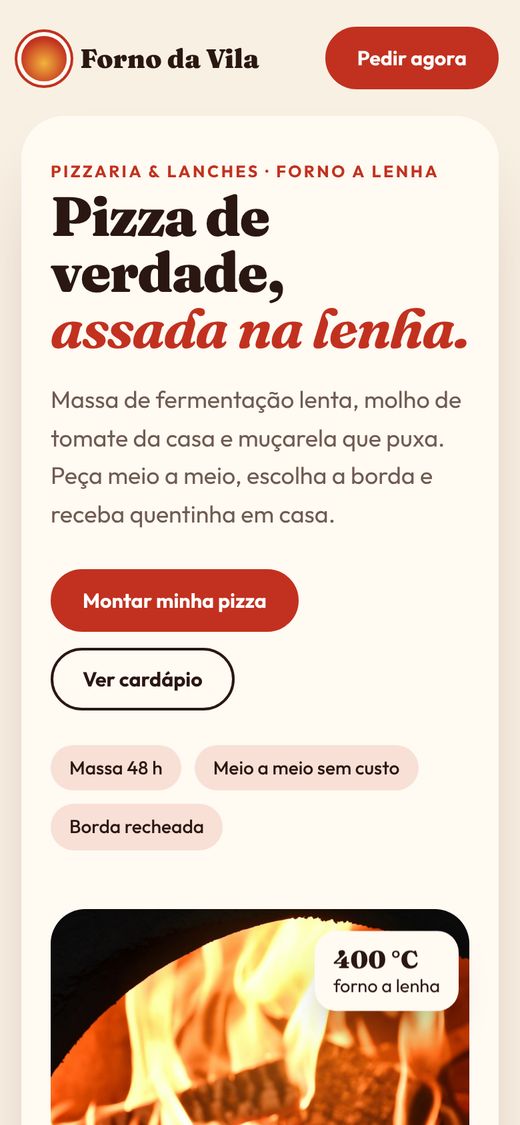 Forno da Vila
Pedir agora
PIZZARIA & LANCHES · FORNO A LENHA
Pizza de
verdade,
assada na lenha.
Massa de fermentação lenta, molho de
tomate da casa e muçarela que puxa.
Peça meio a meio, escolha a borda e
receba quentinha em casa.
Montar minha pizza
Ver cardápio
Massa 48 h
Meio a meio sem custo
Borda recheada
400 °C
forno a lenha